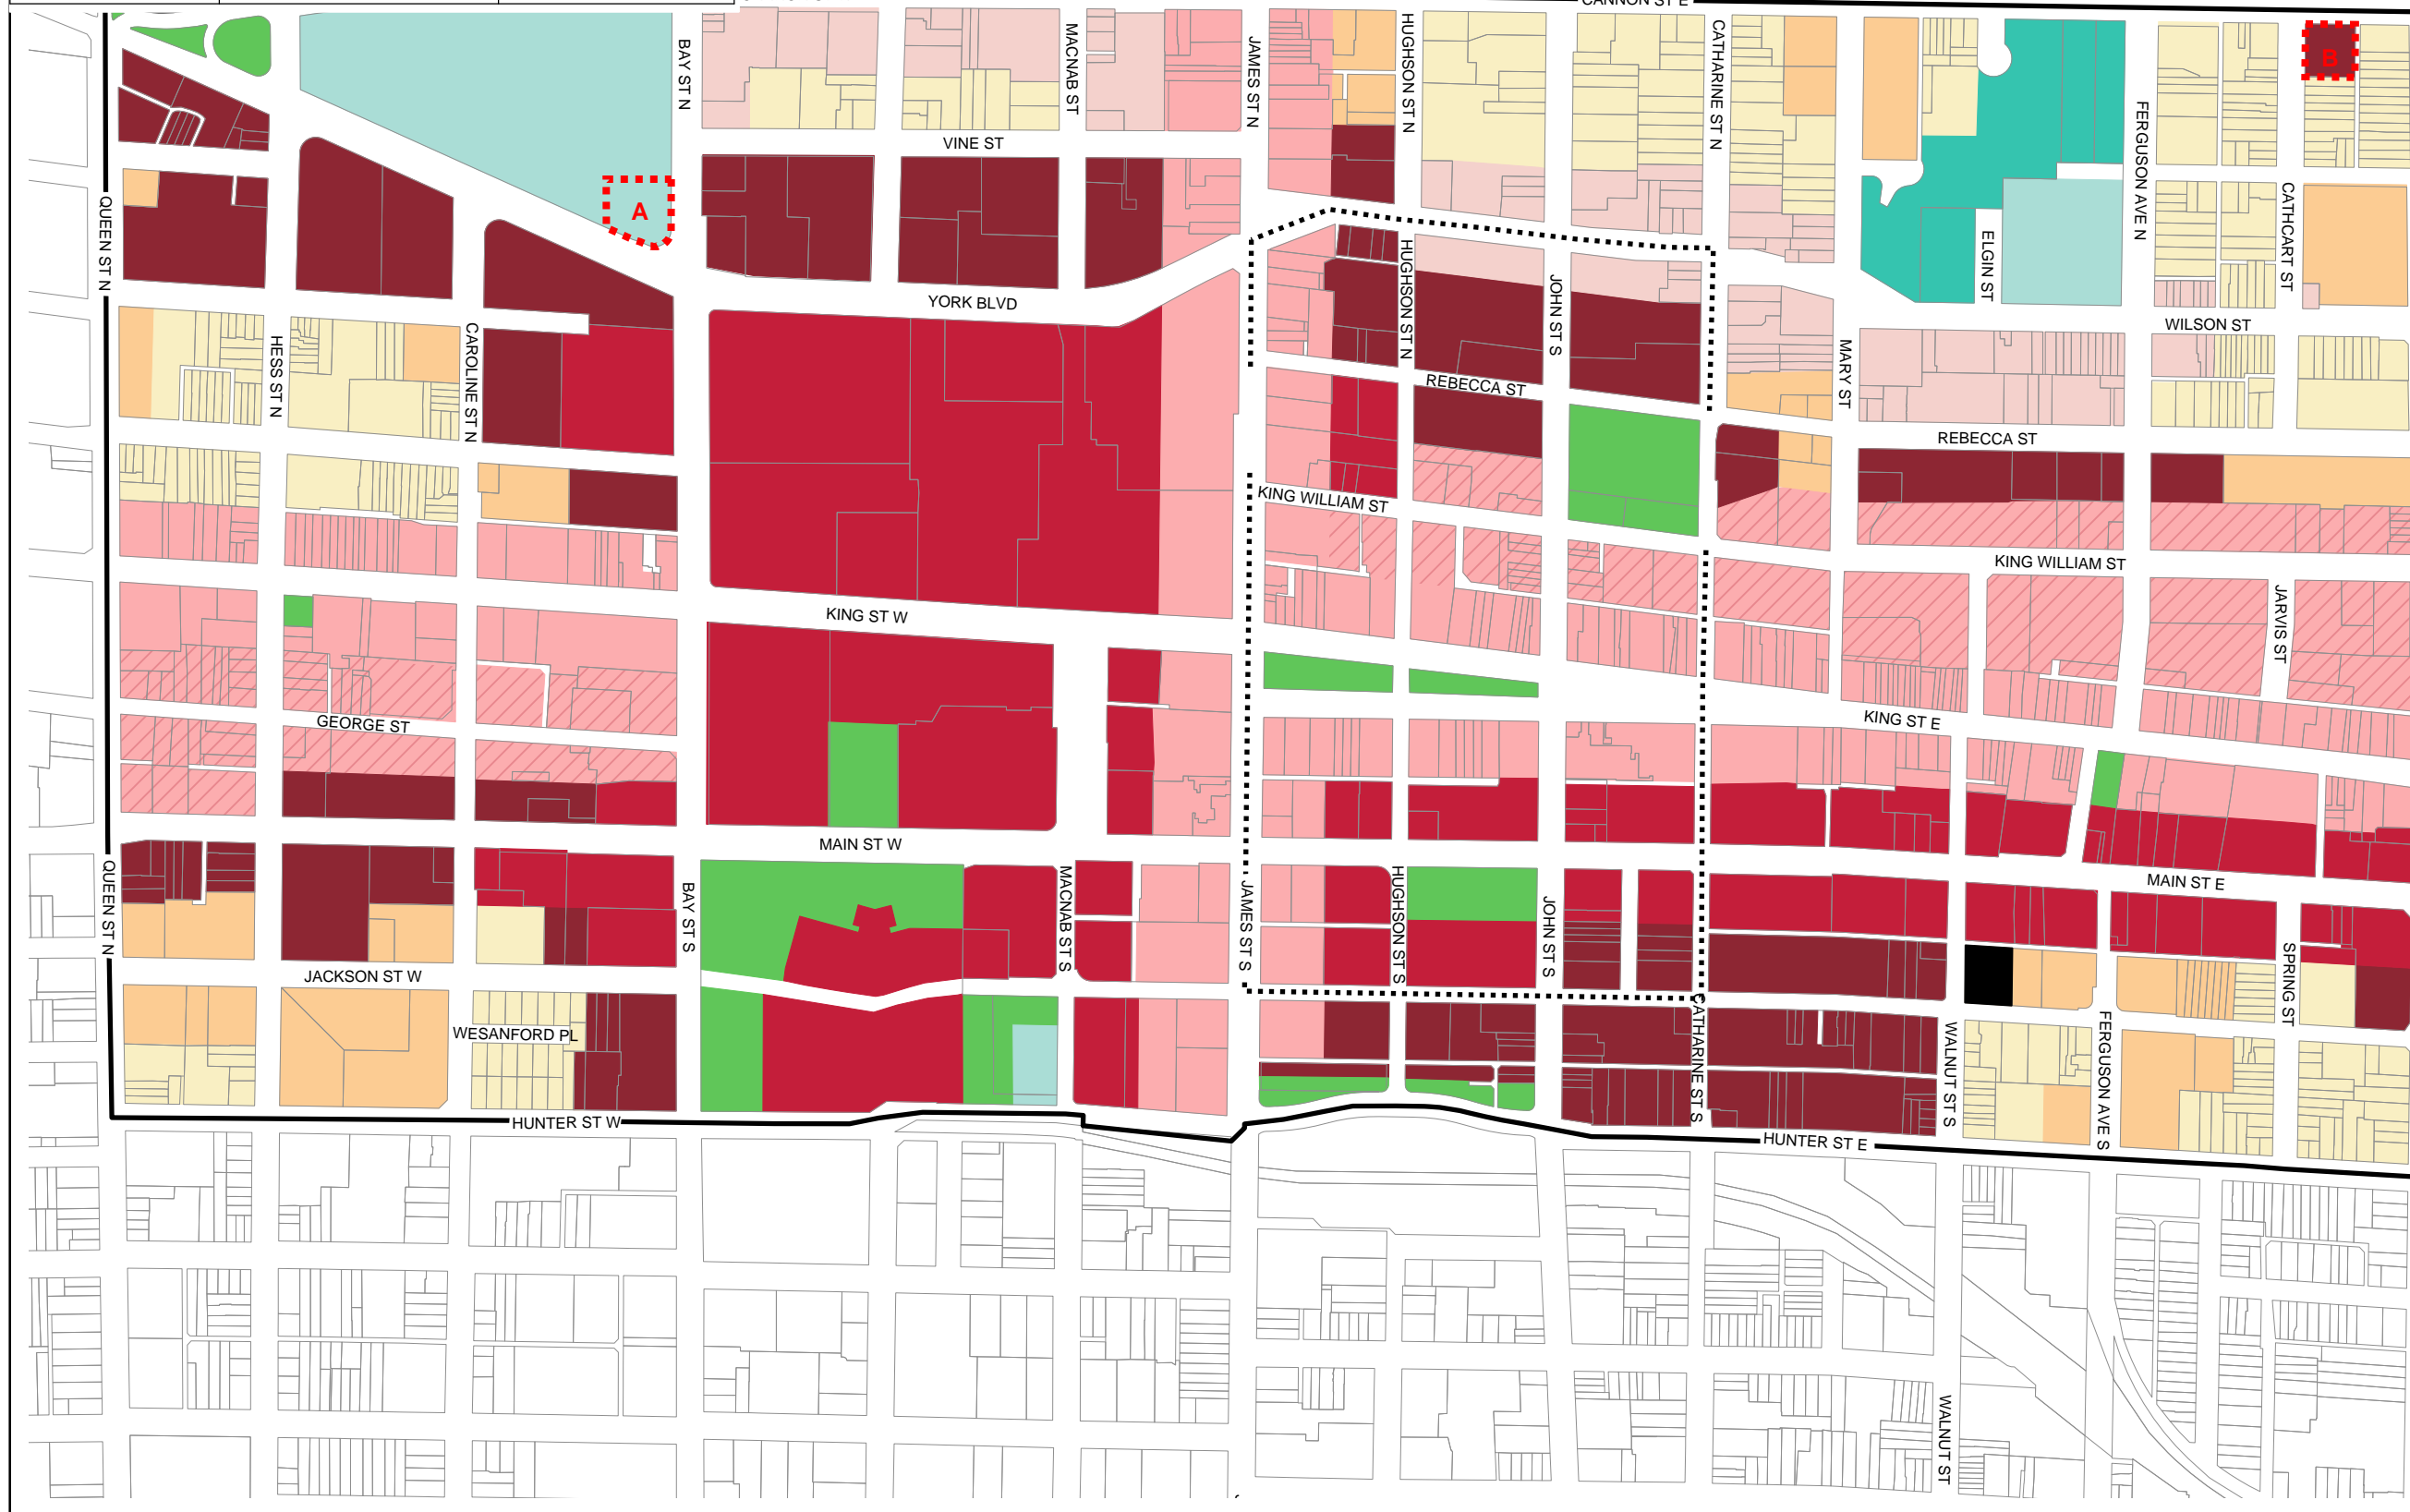 CANNON ST E
B
BAY ST N
MACNAB ST
JAMES ST N
HUGHSON ST N
CATHARINE ST N
FERGUSON AVE N
VINE ST
A
QUEEN ST N
CATHCART ST
ELGIN ST
HUGHSON ST N
JOHN ST S
YORK BLVD
WILSON ST
HESS ST N
CAROLINE ST N
MARY ST
REBECCA ST
REBECCA ST
KING WILLIAM ST
KING WILLIAM ST
KING ST W
JARVIS ST
GEORGE ST
KING ST E
MAIN ST W
MAIN ST E
QUEEN ST N
BAY ST S
MACNAB ST S
JAMES ST S
HUGHSON ST S
JOHN ST S
SPRING ST
JACKSON ST W
WESANFORD PL
CATHARINE ST S
WALNUT ST S
FERGUSON AVE S
HUNTER ST W
HUNTER ST E
WALNUT ST